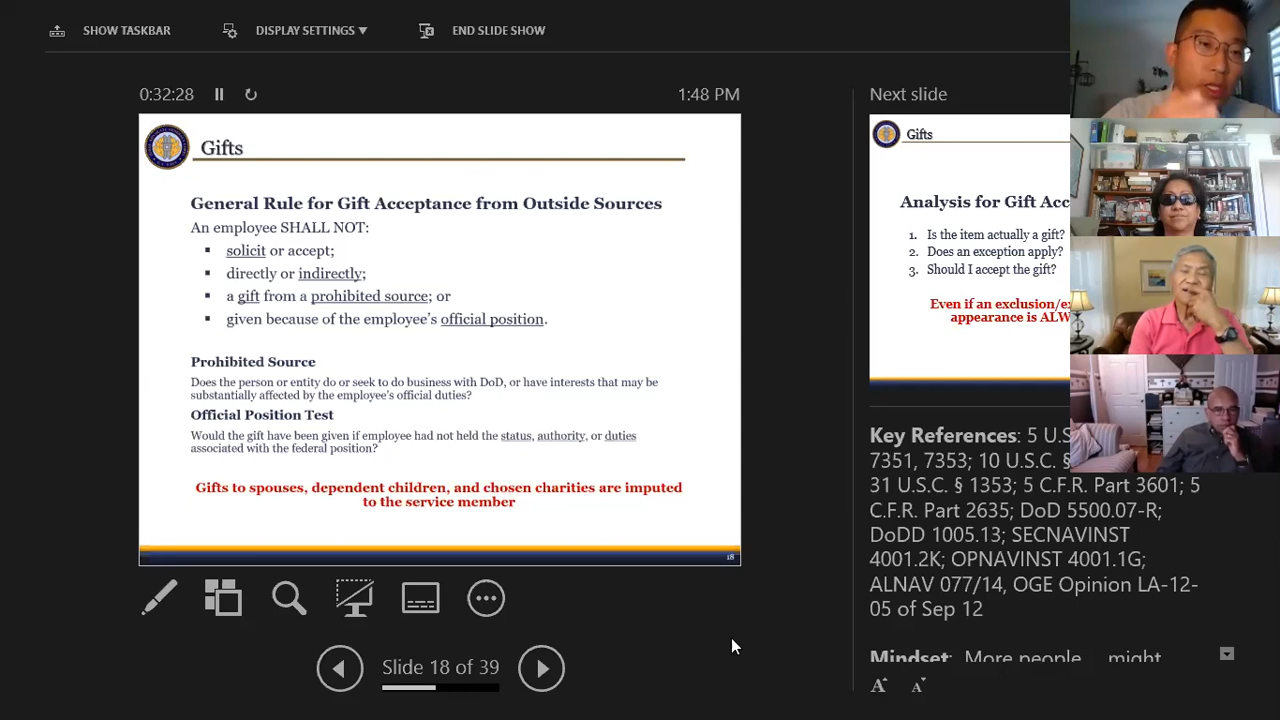 SHOW TASKBAR
DISPLAY SETTINGS
END SLIDE SHOW
0:32:28
1:48 PM
Gifts
General Rule for Gift Acceptance from Outside Sources
An employee SHALL NOT:
solicit or accept;
directly or indirectly;
a gift from a prohibited source; or
given because of the employee's official position.
Prohibited Source
Does the person or entity do or seek to do business with DoD, or have interests that may be
substantially affected by the employee's official duties?
Official Position Test
Would the gift have been given if employee had not held the status, authority, or duties
associated with the federal position?
Gifts to spouses, dependent children, and chosen charities are imputed
to the service member
18
Slide 18 of 39
Next slide
Gifts
Analysis for Gift Acc
1. Is the item actually a gift?
2. Does an exception apply?
3. Should I accept the gift?
Even if an exclusion/ex
appearance is ALW
Key References: 5 U.S.
7351, 7353; 10 U.S.C. §
31 U.S.C. § 1353; 5 C.F.R. Part 3601; 5
C.F.R. Part 2635; DoD 5500.07-R;
DoDD 1005.13; SECNAVINST
4001.2K; OPNAVINST 4001.1G;
ALNAV 077/14, OGE Opinion LA-12-
05 of Sep 12
Mindset: More people might
A A